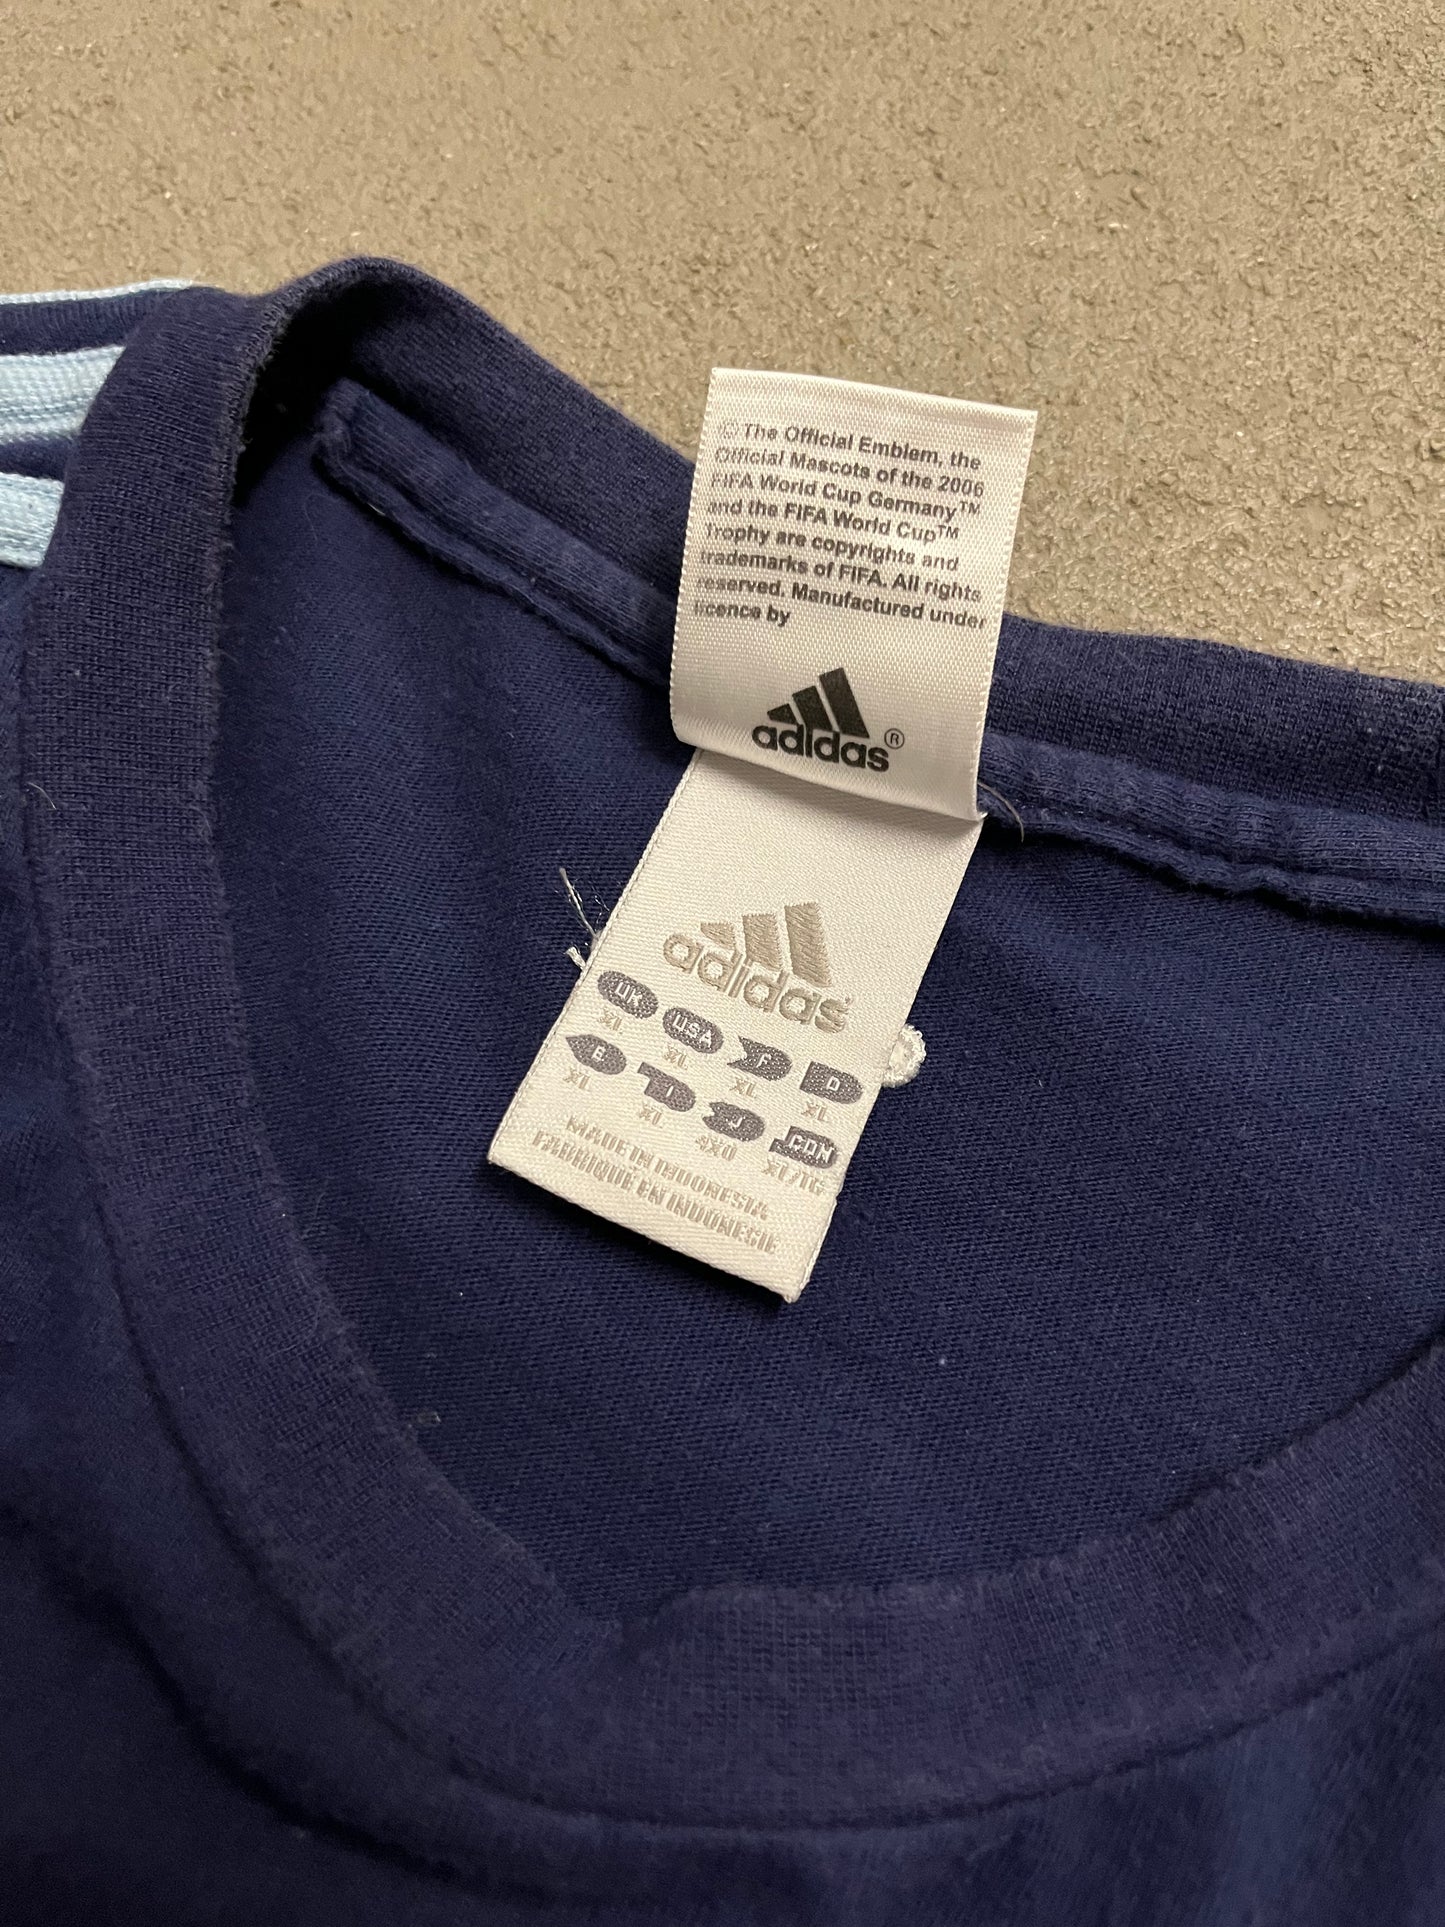 © The Official Emblem, the
Official Mascots of the 2006
FIFA World Cup Germany™
and the FIFA World Cup™
Trophy are copyrights and
trademarks of FIFA. All rights
reserved. Manufactured under
licence by
adidas®
adidas
UK USA F D
XL XL XL XL
E I J CDN
XL XL 4XO XL/TG
MADE IN INDONESIA
FABRIQUE EN INDONESIE